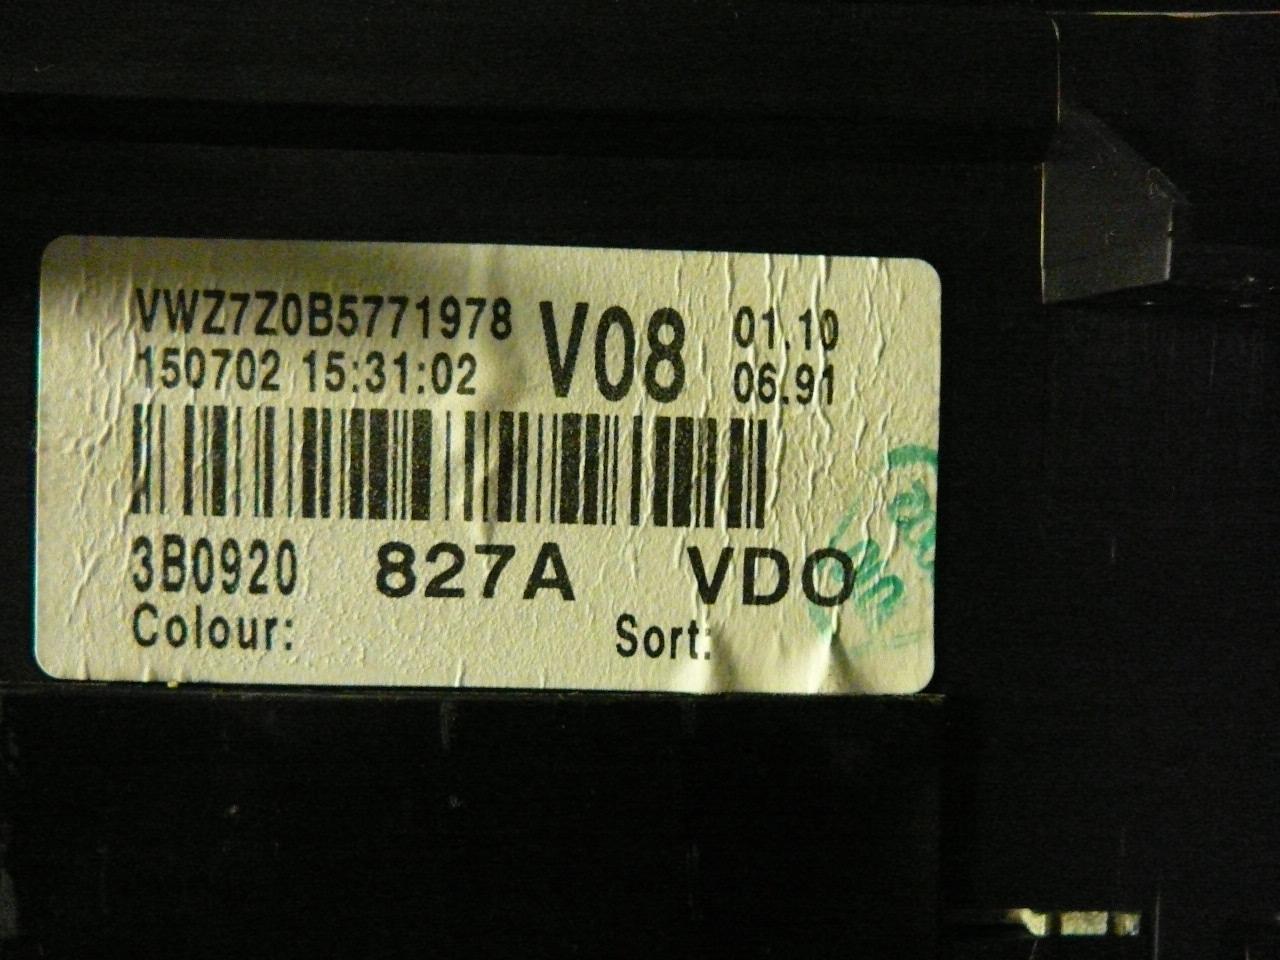 VWZ7Z0B5771978 V08 01.10
150702 15:31:02 06.91
3B0920 827A VDO
Colour: Sort: